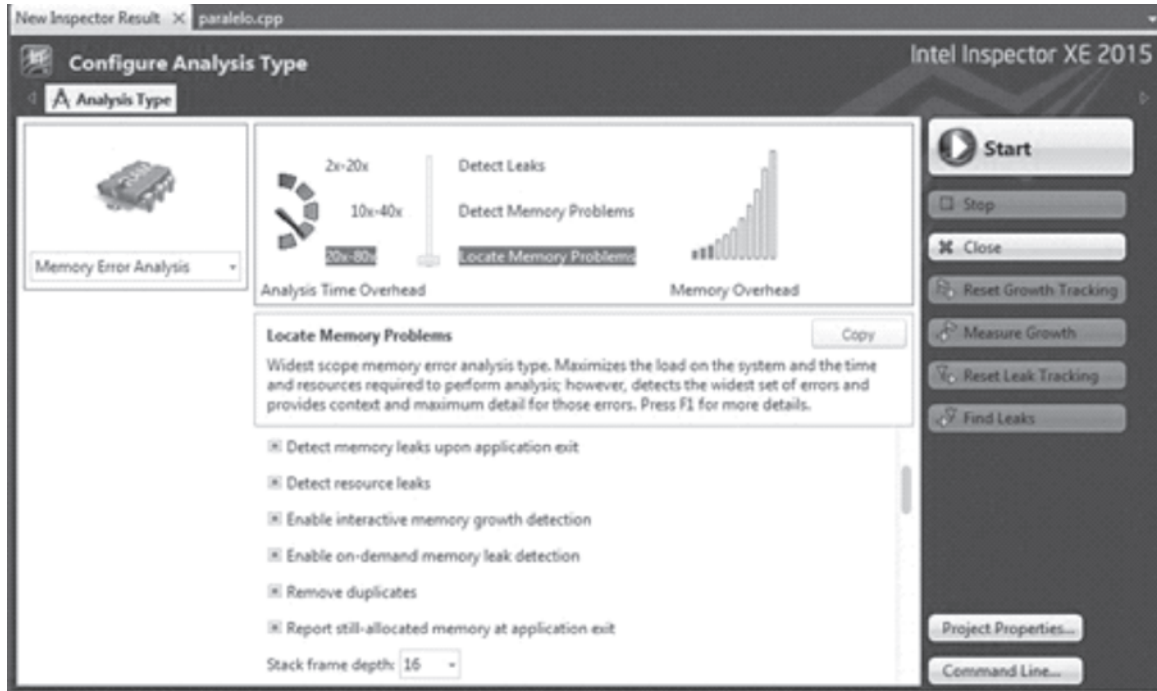 New Inspector Result × paralelo.cpp
Configure Analysis Type
Intel Inspector XE 2015
Analysis Type
Memory Error Analysis
2x-20x
Detect Leaks
10x-40x
Detect Memory Problems
20x-80x
Locate Memory Problems
Analysis Time Overhead
Memory Overhead
Locate Memory Problems
Copy
Widest scope memory error analysis type. Maximizes the load on the system and the time
and resources required to perform analysis; however, detects the widest set of errors and
provides context and maximum detail for those errors. Press F1 for more details.
Detect memory leaks upon application exit
Detect resource leaks
Enable interactive memory growth detection
Enable on-demand memory leak detection
Remove duplicates
Report still-allocated memory at application exit
Stack frame depth: 16
Start
Stop
Close
Reset Growth Tracking
Measure Growth
Reset Leak Tracking
Find Leaks
Project Properties...
Command Line...